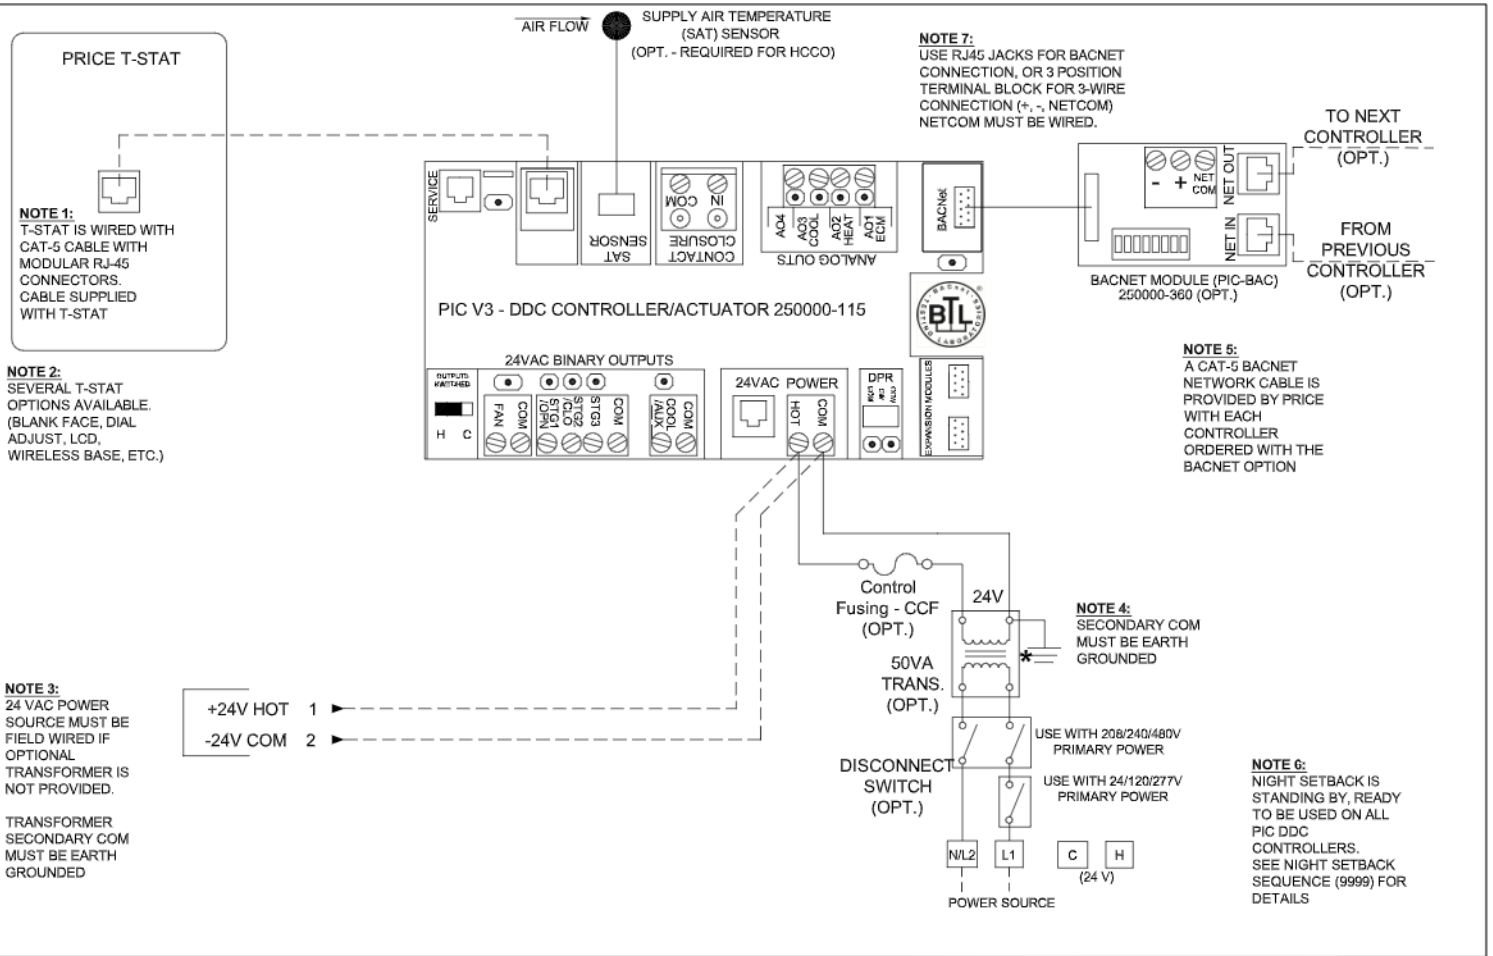 AIR FLOW
SUPPLY AIR TEMPERATURE
(SAT) SENSOR
(OPT. - REQUIRED FOR HCCO)
PRICE T-STAT
NOTE 1:
T-STAT IS WIRED WITH
CAT-5 CABLE WITH
MODULAR RJ-45
CONNECTORS.
CABLE SUPPLIED
WITH T-STAT
NOTE 2:
SEVERAL T-STAT
OPTIONS AVAILABLE.
(BLANK FACE, DIAL
ADJUST, LCD,
WIRELESS BASE, ETC.)
NOTE 7:
USE RJ45 JACKS FOR BACNET
CONNECTION, OR 3 POSITION
TERMINAL BLOCK FOR 3-WIRE
CONNECTION (+, -, NETCOM)
NETCOM MUST BE WIRED.
SERVICE
SAT
SENSOR
COM
IN
CONTACT
CLOSURE
AO4
AO3
COOL
AO2
HEAT
AO1
ECM
ANALOG OUTS
BACNet
PIC V3 - DDC CONTROLLER/ACTUATOR 250000-115
BACnet
TESTING LABORATORIES
BTL
®
24VAC BINARY OUTPUTS
OUTPUTS
SWITCHED
H C
FAN
COM
STG1
/OPN
STG2
/CLO
STG3
COM
COOL
/AUX
COM
24VAC POWER
HOT
COM
DPR
EXPANSION MODULES
- + NET
COM
NET OUT
NET IN
BACNET MODULE (PIC-BAC)
250000-360 (OPT.)
TO NEXT
CONTROLLER
(OPT.)
FROM
PREVIOUS
CONTROLLER
(OPT.)
NOTE 5:
A CAT-5 BACNET
NETWORK CABLE IS
PROVIDED BY PRICE
WITH EACH
CONTROLLER
ORDERED WITH THE
BACNET OPTION
Control
Fusing - CCF
(OPT.)
24V
50VA
TRANS.
(OPT.)
*
NOTE 4:
SECONDARY COM
MUST BE EARTH
GROUNDED
NOTE 3:
24 VAC POWER
SOURCE MUST BE
FIELD WIRED IF
OPTIONAL
TRANSFORMER IS
NOT PROVIDED.
TRANSFORMER
SECONDARY COM
MUST BE EARTH
GROUNDED
+24V HOT 1
-24V COM 2
DISCONNECT
SWITCH
(OPT.)
USE WITH 208/240/480V
PRIMARY POWER
USE WITH 24/120/277V
PRIMARY POWER
N/L2
L1
C
H
(24 V)
POWER SOURCE
NOTE 6:
NIGHT SETBACK IS
STANDING BY, READY
TO BE USED ON ALL
PIC DDC
CONTROLLERS.
SEE NIGHT SETBACK
SEQUENCE (9999) FOR
DETAILS